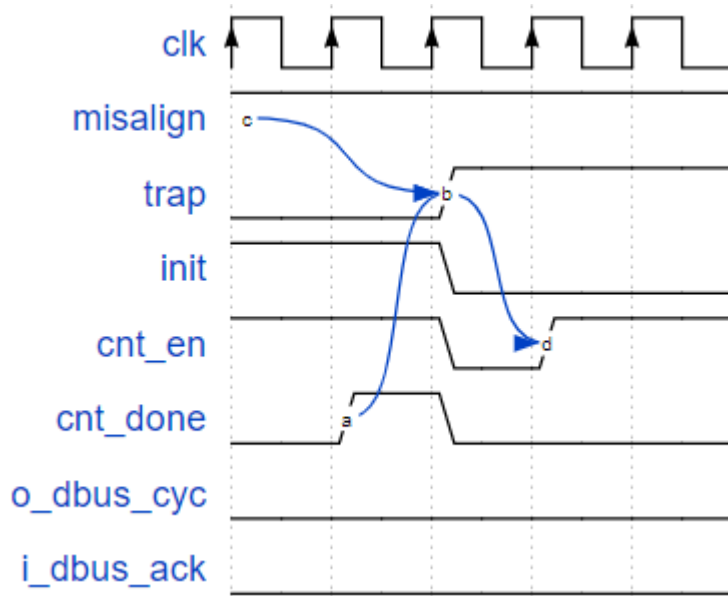 clk
misalign
c
trap
b
init
cnt_en
d
cnt_done
a
o_dbus_cyc
i_dbus_ack